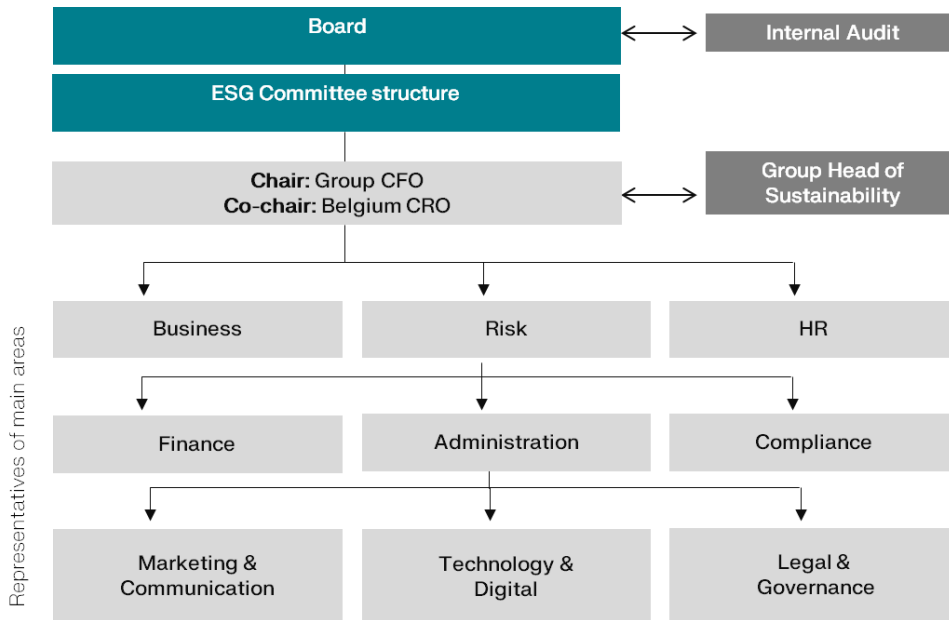 Board
Internal Audit
ESG Committee structure
Chair: Group CFO
Co-chair: Belgium CRO
Group Head of
Sustainability
Representatives of main areas
Business
Risk
HR
Finance
Administration
Compliance
Marketing &
Communication
Technology &
Digital
Legal &
Governance